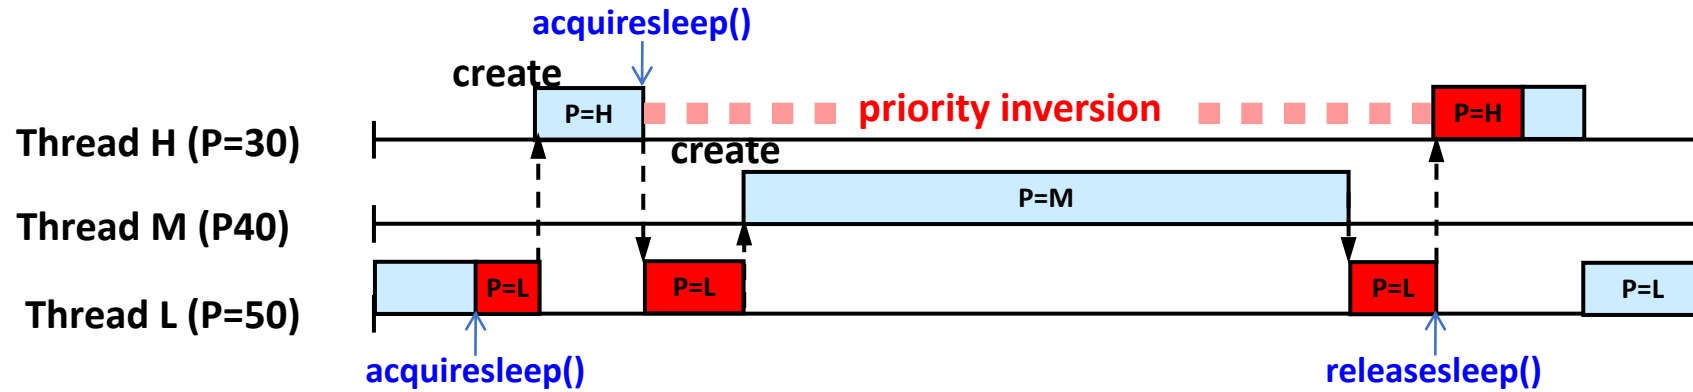 acquiresleep()
create
P=H
priority inversion
P=H
Thread H (P=30)
create
P=M
Thread M (P40)
P=L
P=L
P=L
P=L
Thread L (P=50)
acquiresleep()
releasesleep()